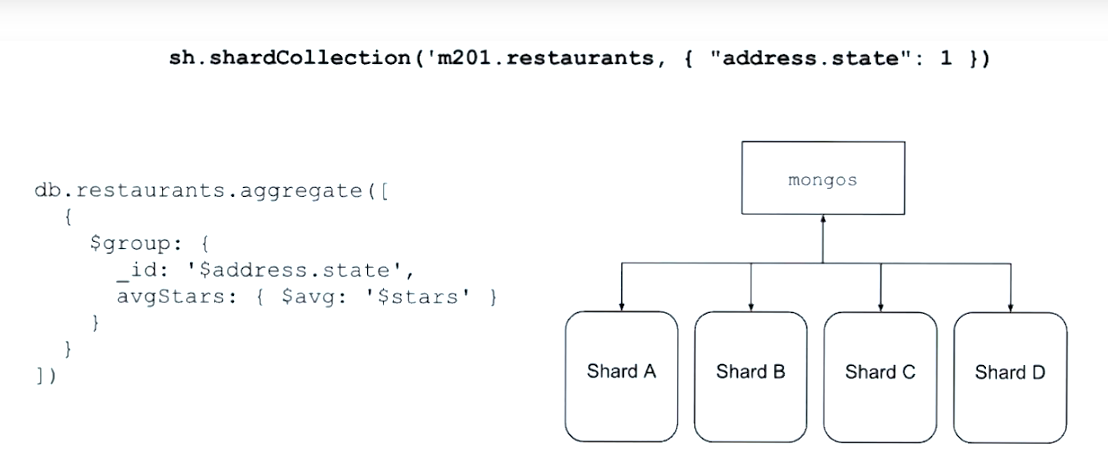 sh.shardCollection('m201.restaurants, { "address.state": 1 })
db.restaurants.aggregate([
{
$group: {
_id: '$address.state',
avgStars: { $avg: '$stars' }
}
}
])
mongos
Shard A
Shard B
Shard C
Shard D